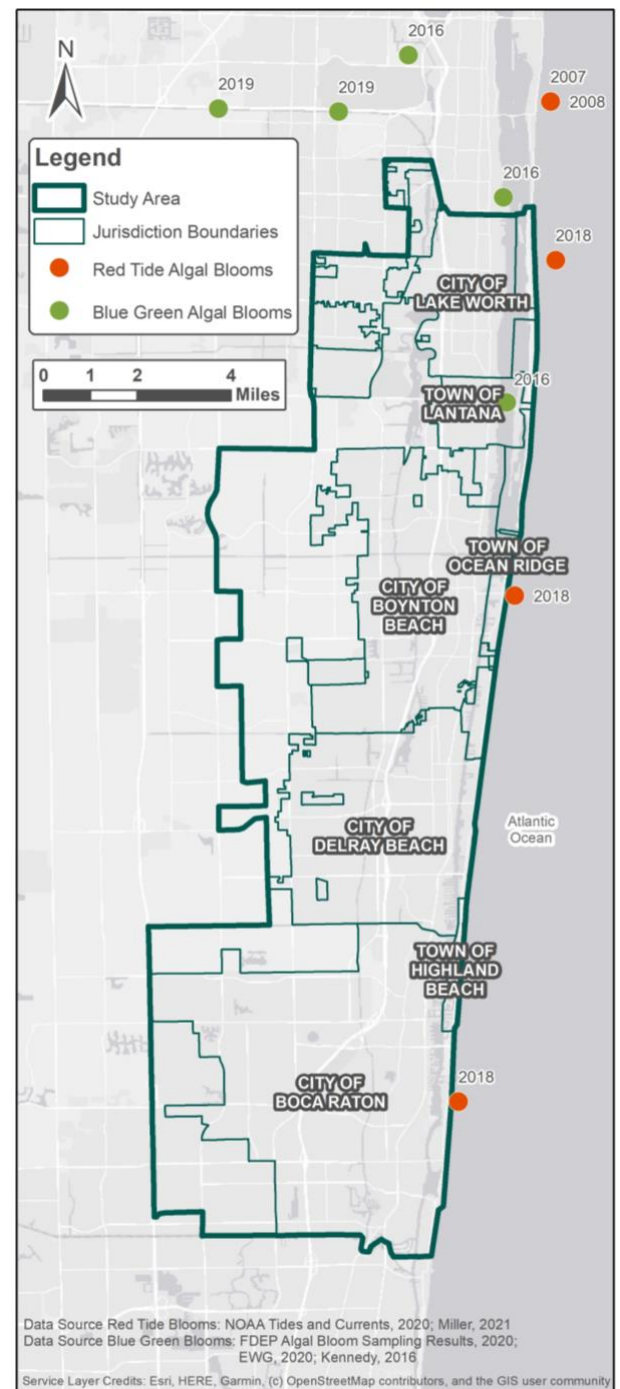 N
2016
2019
2019
2007
2008
2016
2018
Legend
Study Area
Jurisdiction Boundaries
Red Tide Algal Blooms
Blue Green Algal Blooms
0 1 2 4
Miles
CITY OF
LAKE WORTH
2016
TOWN OF
LANTANA
TOWN OF
OCEAN RIDGE
2018
CITY OF
BOYNTON
BEACH
Atlantic
Ocean
CITY OF
DELRAY BEACH
TOWN OF
HIGHLAND
BEACH
2018
CITY OF
BOCA RATON
Data Source Red Tide Blooms: NOAA Tides and Currents, 2020; Miller, 2021
Data Source Blue Green Blooms: FDEP Algal Bloom Sampling Results, 2020;
EWG, 2020; Kennedy, 2016
Service Layer Credits: Esri, HERE, Garmin, (c) OpenStreetMap contributors, and the GIS user community